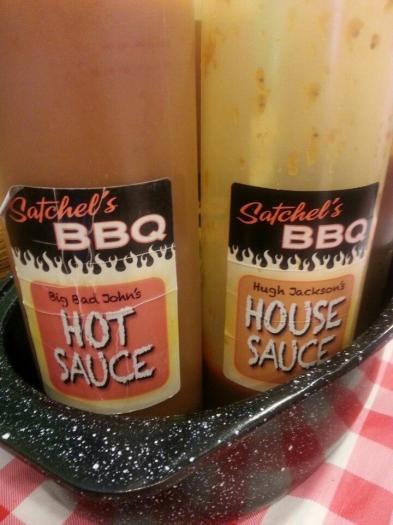 Satchel's
BBQ
Big Bad John's
HOT
SAUCE
Satchel's
BBQ
Hugh Jackson's
HOUSE
SAUCE